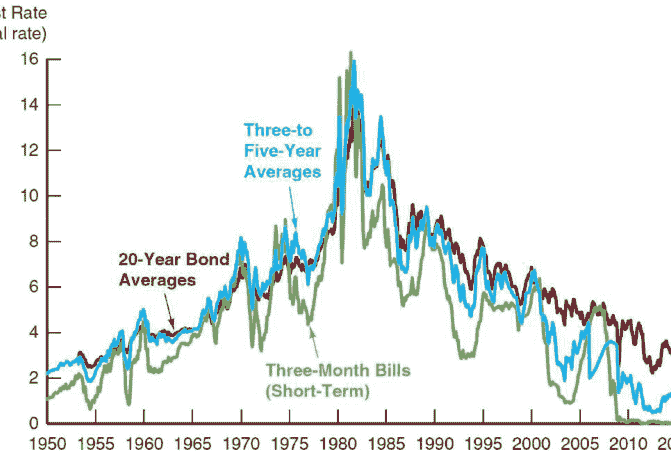 st Rate
al rate)
16
14
12
10
8
6
4
2
0
Three-to
Five-Year
Averages
20-Year Bond
Averages
Three-Month Bills
(Short-Term)
1950 1955 1960 1965 1970 1975 1980 1985 1990 1995 2000 2005 2010 20